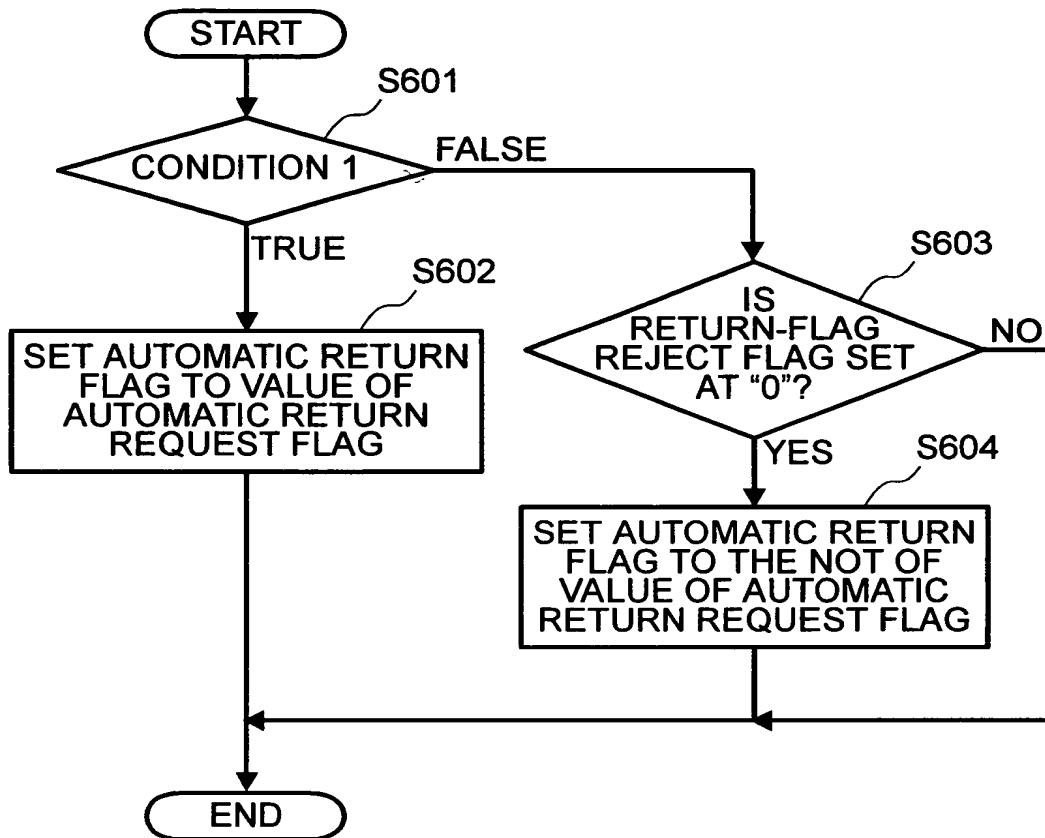 START
S601
CONDITION 1
FALSE
TRUE
S602
SET AUTOMATIC RETURN
FLAG TO VALUE OF
AUTOMATIC RETURN
REQUEST FLAG
S603
IS
RETURN-FLAG
REJECT FLAG SET
AT “0”?
NO
YES
S604
SET AUTOMATIC RETURN
FLAG TO THE NOT OF
VALUE OF AUTOMATIC
RETURN REQUEST FLAG
END